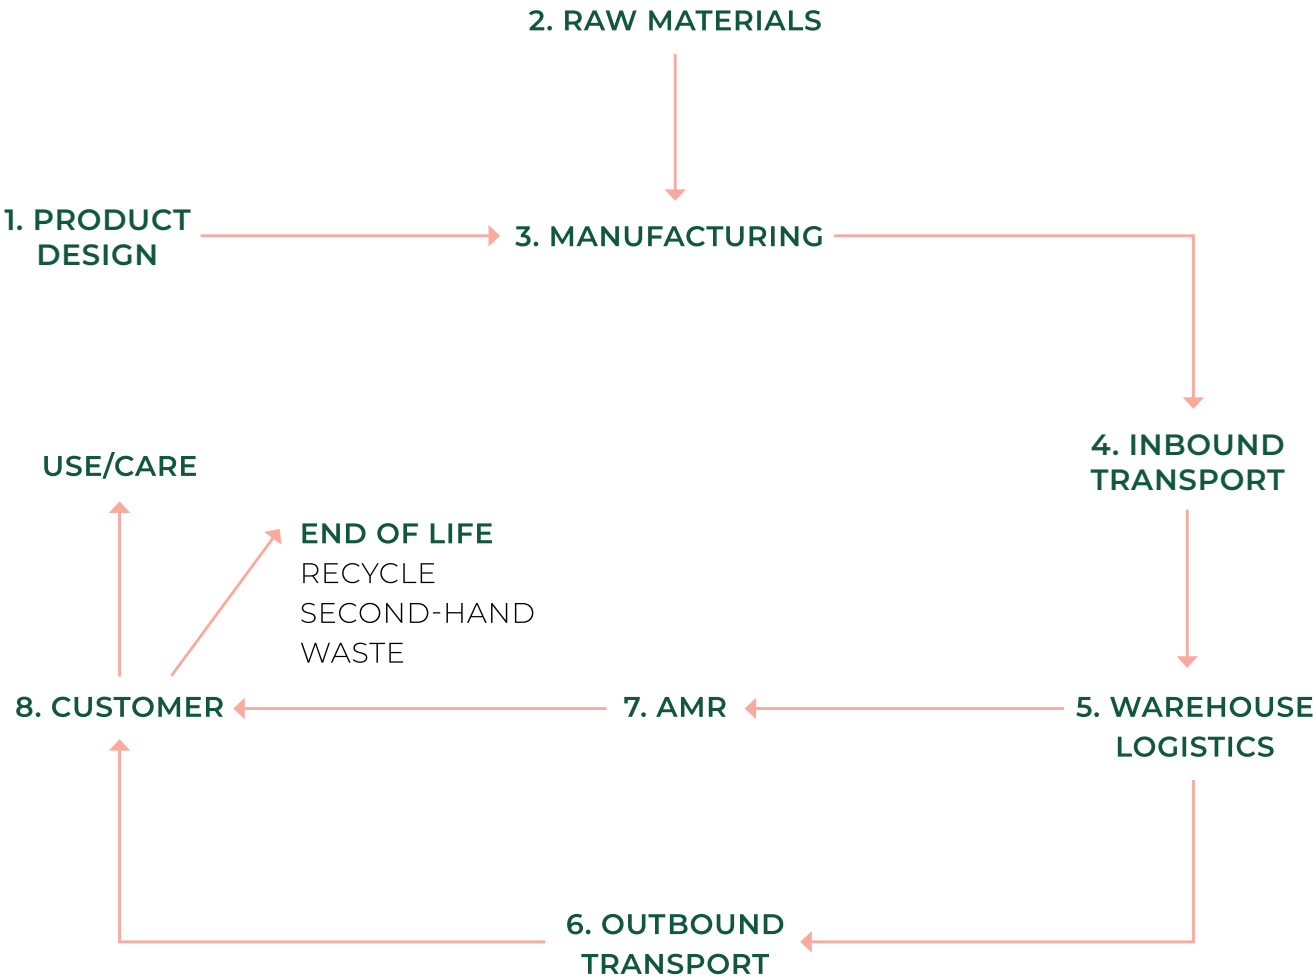 2. RAW MATERIALS
1. PRODUCT
DESIGN
3. MANUFACTURING
4. INBOUND
TRANSPORT
USE/CARE
END OF LIFE
RECYCLE
SECOND-HAND
WASTE
8. CUSTOMER
7. AMR
5. WAREHOUSE
LOGISTICS
6. OUTBOUND
TRANSPORT